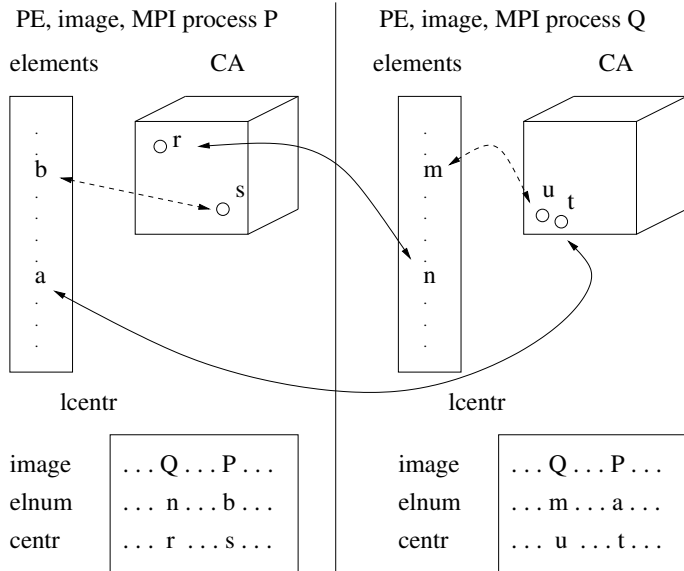 PE, image, MPI process P
elements CA
.
.
b
.
.
.
.
a
.
.
.
.
r
s
lcentr
image ... Q ... P ...
elnum ... n ... b ...
centr ... r ... s ...
PE, image, MPI process Q
elements CA
.
.
m
.
.
.
.
n
.
.
.
.
u
t
lcentr
image ... Q ... P ...
elnum ... m ... a ...
centr ... u ... t ...